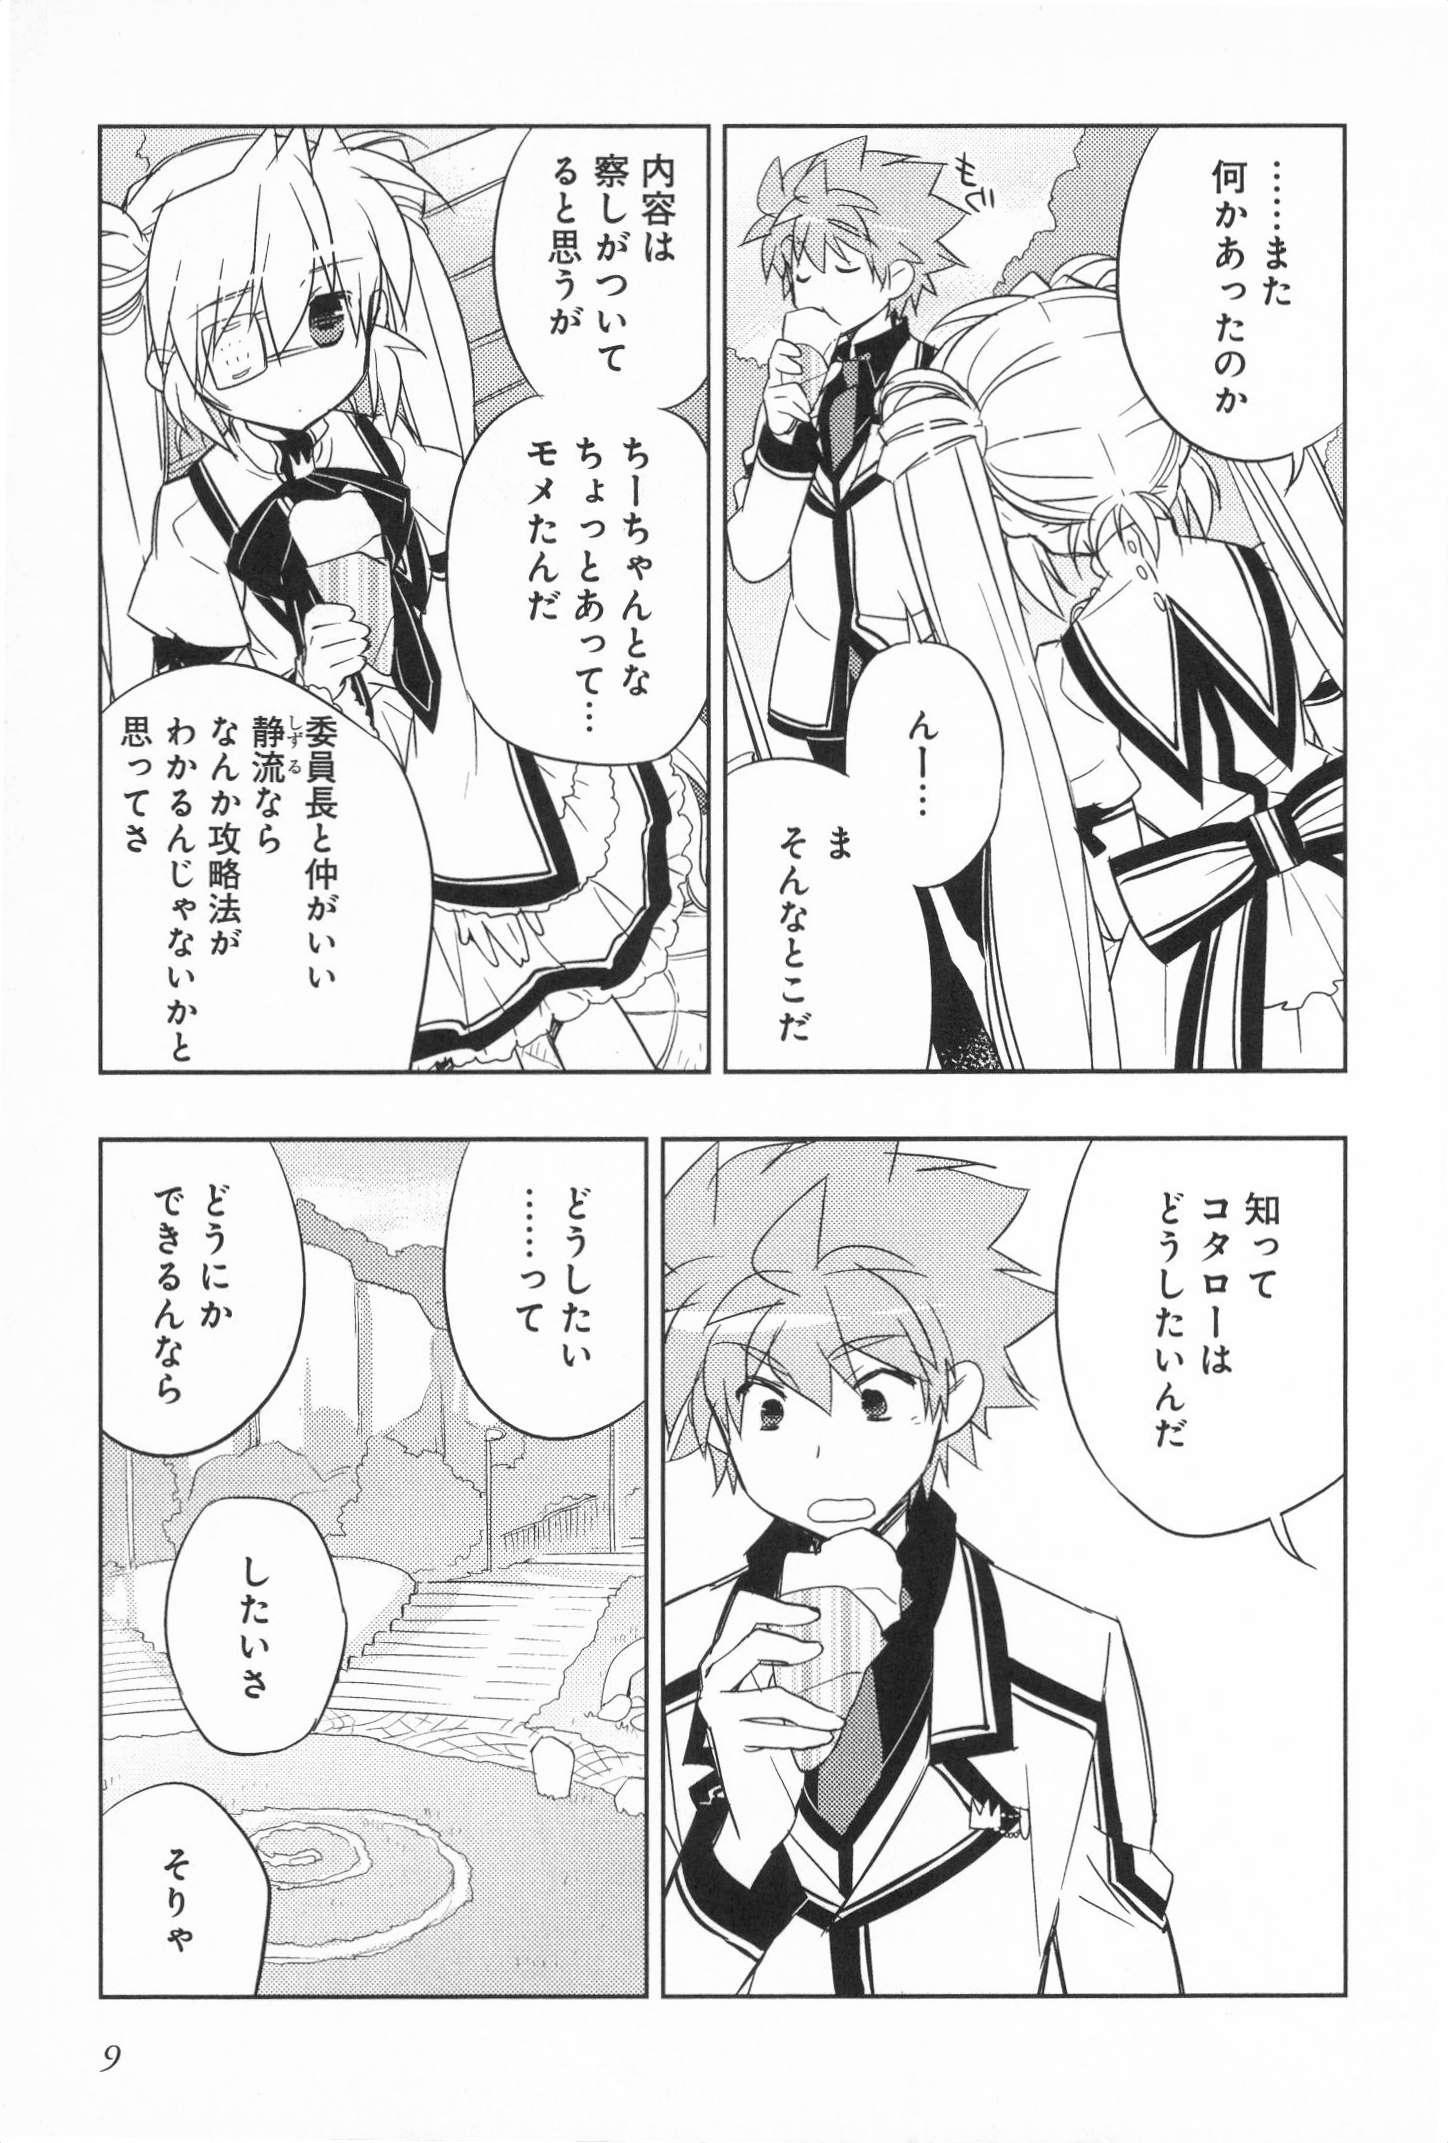 ……また
何かあったのか
もぐ
んー…
ま
そんなとこだ
内容は
察しがついて
ると思うが
ちーちゃんとな
ちょっとあって…
モメたんだ
委員長と仲がいい
静流なら
しずる
なんか攻略法が
わかるんじゃないかと
思ってさ
知って
コタローは
どうしたいんだ
どうしたい
……って
どうにか
できるんなら
したいさ
そりゃ
9